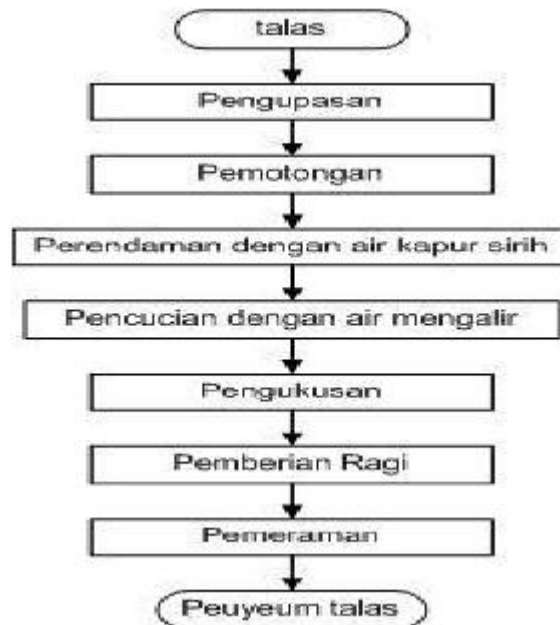 talas
Pengupasan
Pemotongan
Perendaman dengan air kapur sirih
Pencucian dengan air mengalir
Pengukusan
Pemberian Ragi
Pemeraman
Peuyeum talas